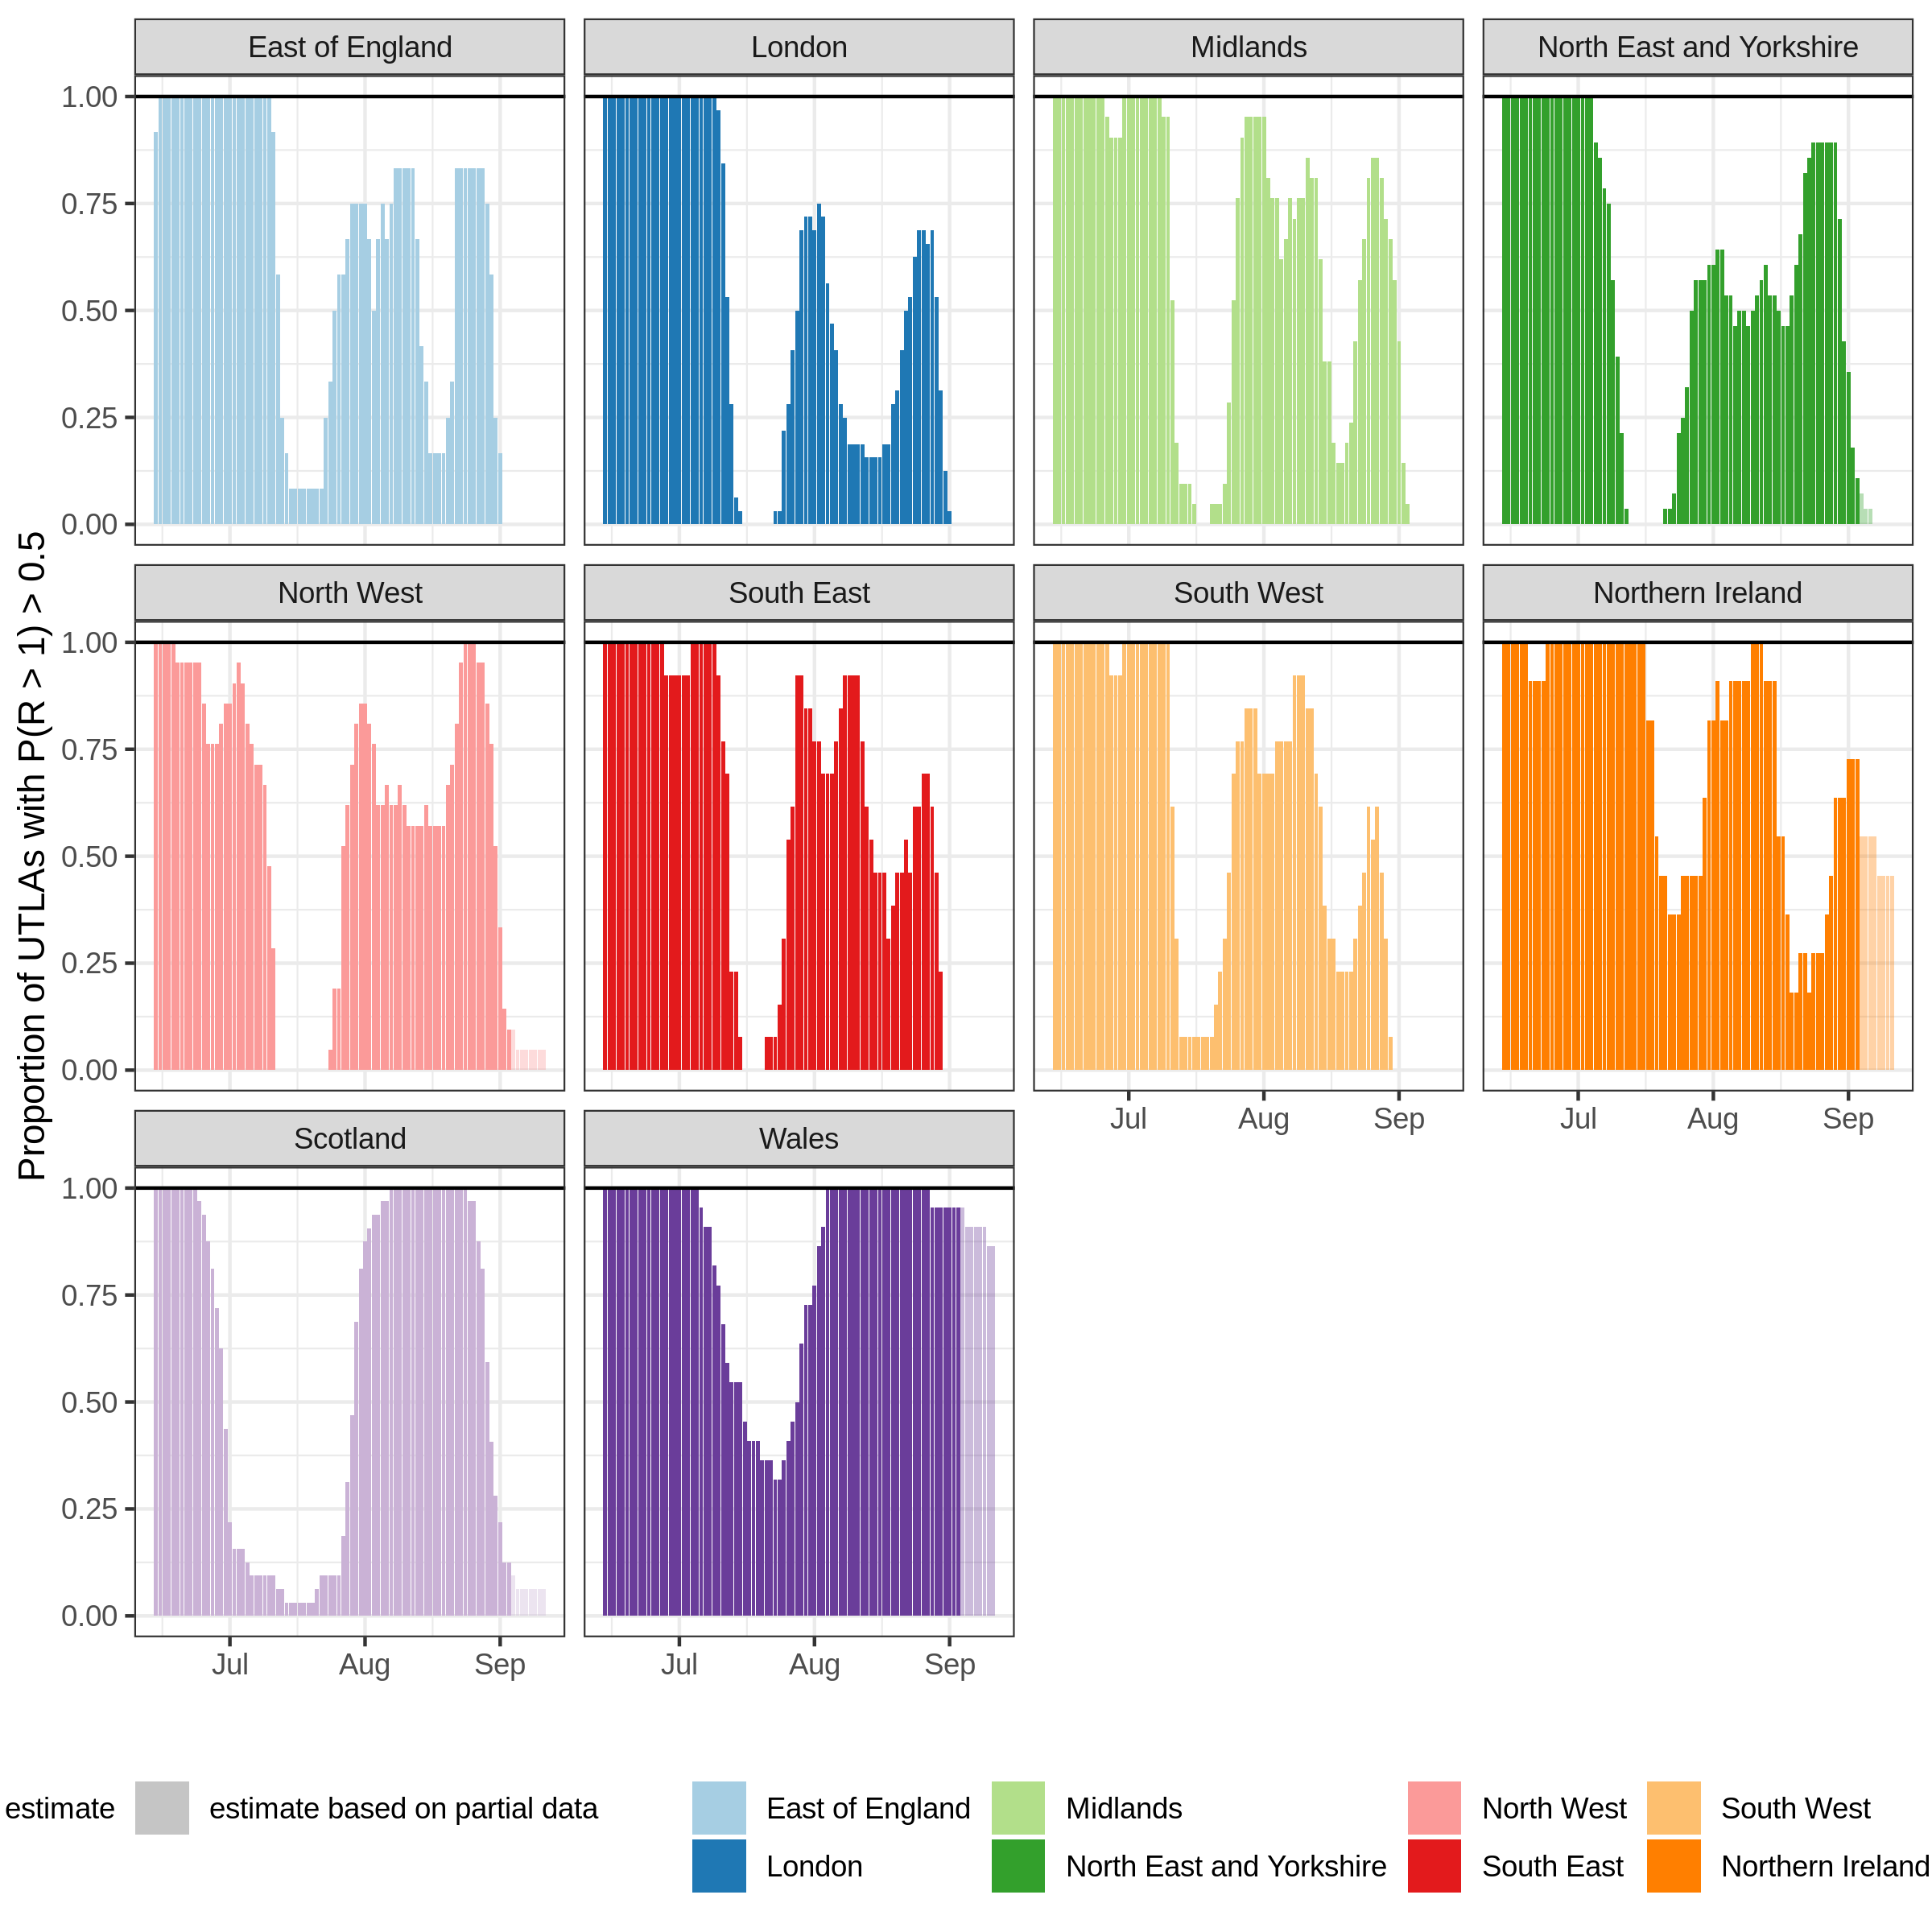 East of England London Midlands North East and Yorkshire
1.00
0.75
0.50
0.25
0.00
North West South East South West Northern Ireland
1.00
0.75
0.50
0.25
0.00
Jul Aug Sep Jul Aug Sep
Scotland Wales
1.00
0.75
0.50
0.25
0.00
Jul Aug Sep Jul Aug Sep
Proportion of UTLAs with P(R > 1) > 0.5
estimate estimate based on partial data East of England Midlands North West South West
London North East and Yorkshire South East Northern Ireland